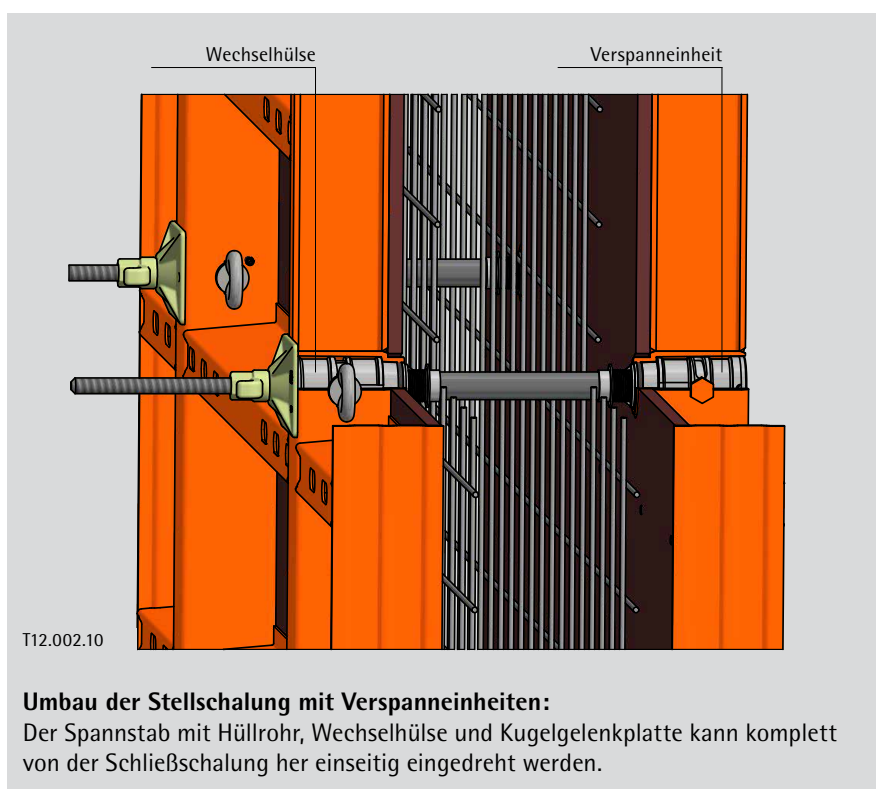 Wechselhülse
Verspanneinheit
T12.002.10
Umbau der Stellschalung mit Verspanneinheiten:
Der Spannstab mit Hüllrohr, Wechselhülse und Kugelgelenkplatte kann komplett
von der Schließschalung her einseitig eingedreht werden.